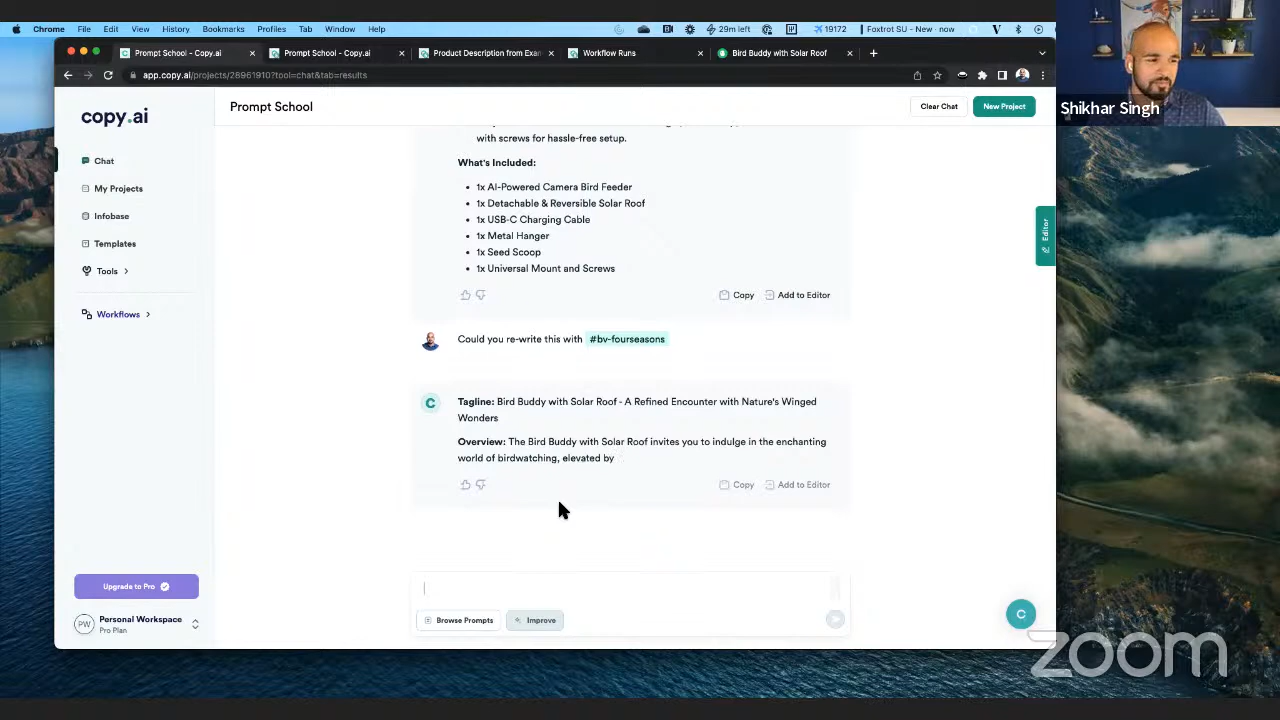 Chrome File Edit View History Bookmarks Profiles Tab Window Help 29m left 19172 Foxtrot SU - New · now
Prompt School - Copy.ai Prompt School - Copy.ai Product Description from Exam Workflow Runs Bird Buddy with Solar Roof
app.copy.ai/projects/28961910?tool=chat&tab=results
Shikhar Singh
copy.ai
Prompt School
Clear Chat
New Project
Chat
My Projects
Infobase
Templates
Tools
Workflows
Upgrade to Pro
PW
Personal Workspace
Pro Plan
with screws for hassle-free setup.
What's Included:
• 1x AI-Powered Camera Bird Feeder
• 1x Detachable & Reversible Solar Roof
• 1x USB-C Charging Cable
• 1x Metal Hanger
• 1x Seed Scoop
• 1x Universal Mount and Screws
Copy Add to Editor
Could you re-write this with #bv-fourseasons
Tagline: Bird Buddy with Solar Roof - A Refined Encounter with Nature's Winged
Wonders
Overview: The Bird Buddy with Solar Roof invites you to indulge in the enchanting
world of birdwatching, elevated by
Copy Add to Editor
Browse Prompts Improve
Editor
C
zoom